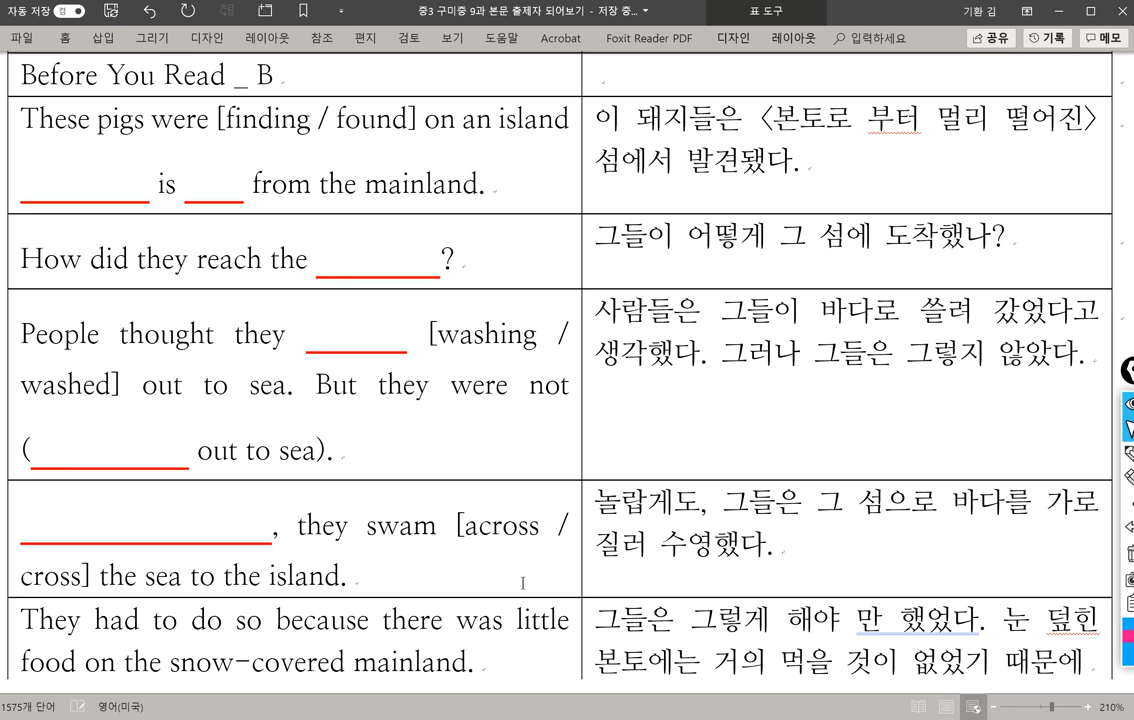 자동 저장 컴 중3 구미중 9과 본문 출제자 되어보기 - 저장 중... 표 도구 기환 김
파일 홈 삽입 그리기 디자인 레이아웃 참조 편지 검토 보기 도움말 Acrobat Foxit Reader PDF 디자인 레이아웃 입력하세요 공유 기록 메모
Before You Read _ B
These pigs were [finding / found] on an island
is from the mainland.
이 돼지들은 <본토로 부터 멀리 떨어진>
섬에서 발견됐다.
How did they reach the ?
그들이 어떻게 그 섬에 도착했나?
People thought they [washing /
washed] out to sea. But they were not
( out to sea).
사람들은 그들이 바다로 쓸려 갔었다고
생각했다. 그러나 그들은 그렇지 않았다.
, they swam [across /
cross] the sea to the island.
놀랍게도, 그들은 그 섬으로 바다를 가로
질러 수영했다.
They had to do so because there was little
food on the snow-covered mainland.
그들은 그렇게 해야 만 했었다. 눈 덮힌
본토에는 거의 먹을 것이 없었기 때문에
1575개 단어 영어(미국) 210%